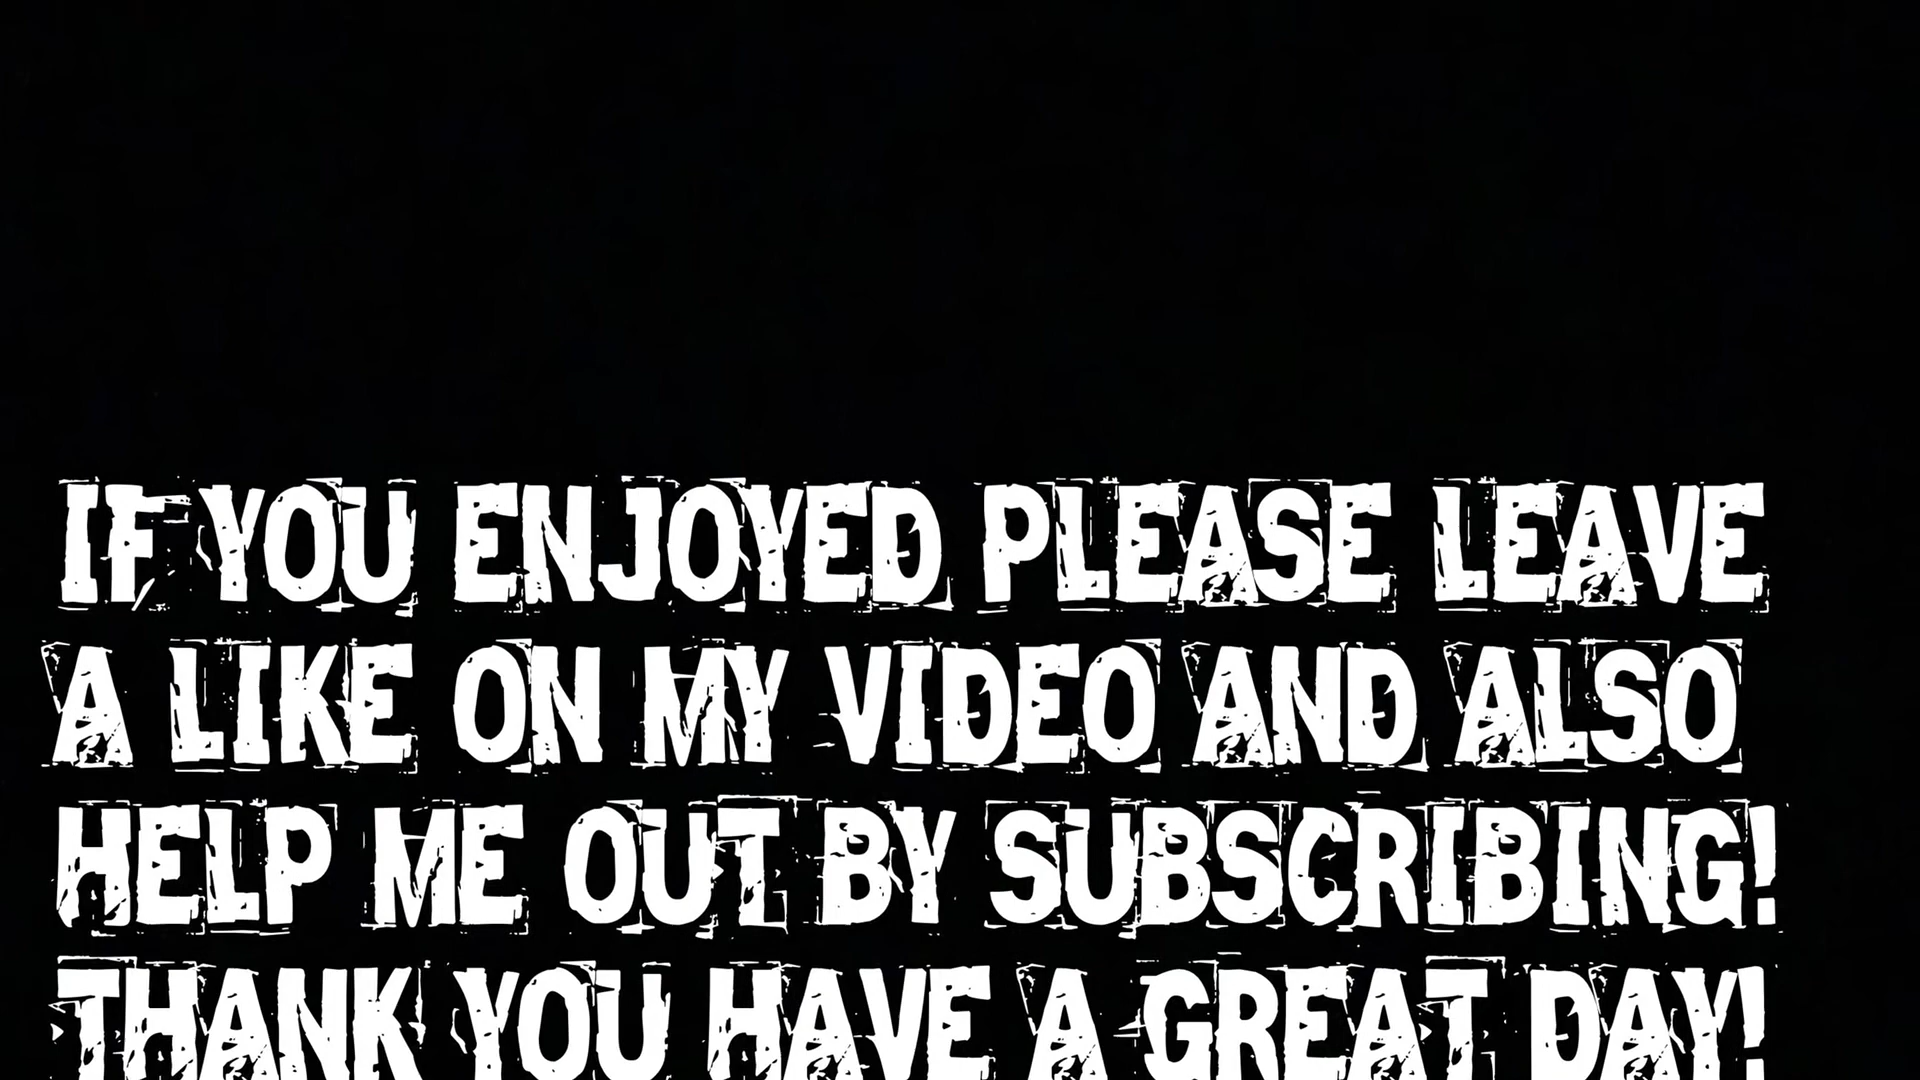 IF YOU ENJOYED PLEASE LEAVE
A LIKE ON MY VIDEO AND ALSO
HELP ME OUT BY SUBSCRIBING!
THANK YOU HAVE A GREAT DAY!